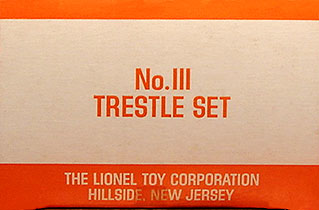 No.III
TRESTLE SET
THE LIONEL TOY CORPORATION
HILLSIDE, NEW JERSEY